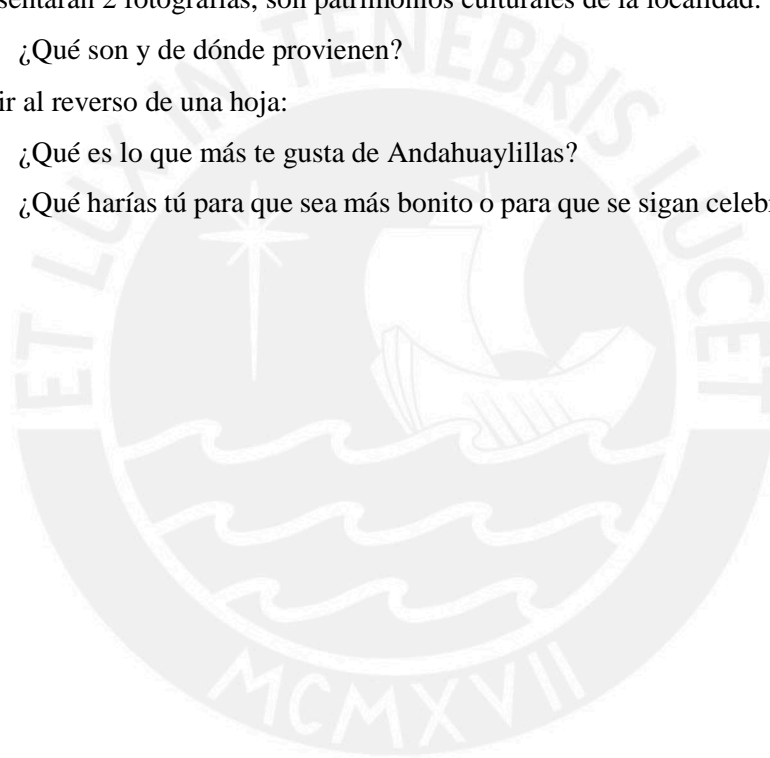 sentarán 2 fotografías, son patrimonios culturales de la localidad.
¿Qué son y de dónde provienen?
ir al reverso de una hoja:
¿Qué es lo que más te gusta de Andahuaylillas?
¿Qué harías tú para que sea más bonito o para que se sigan celeb
ET LUX IN TENEBRIS LUCET
MCMXVII